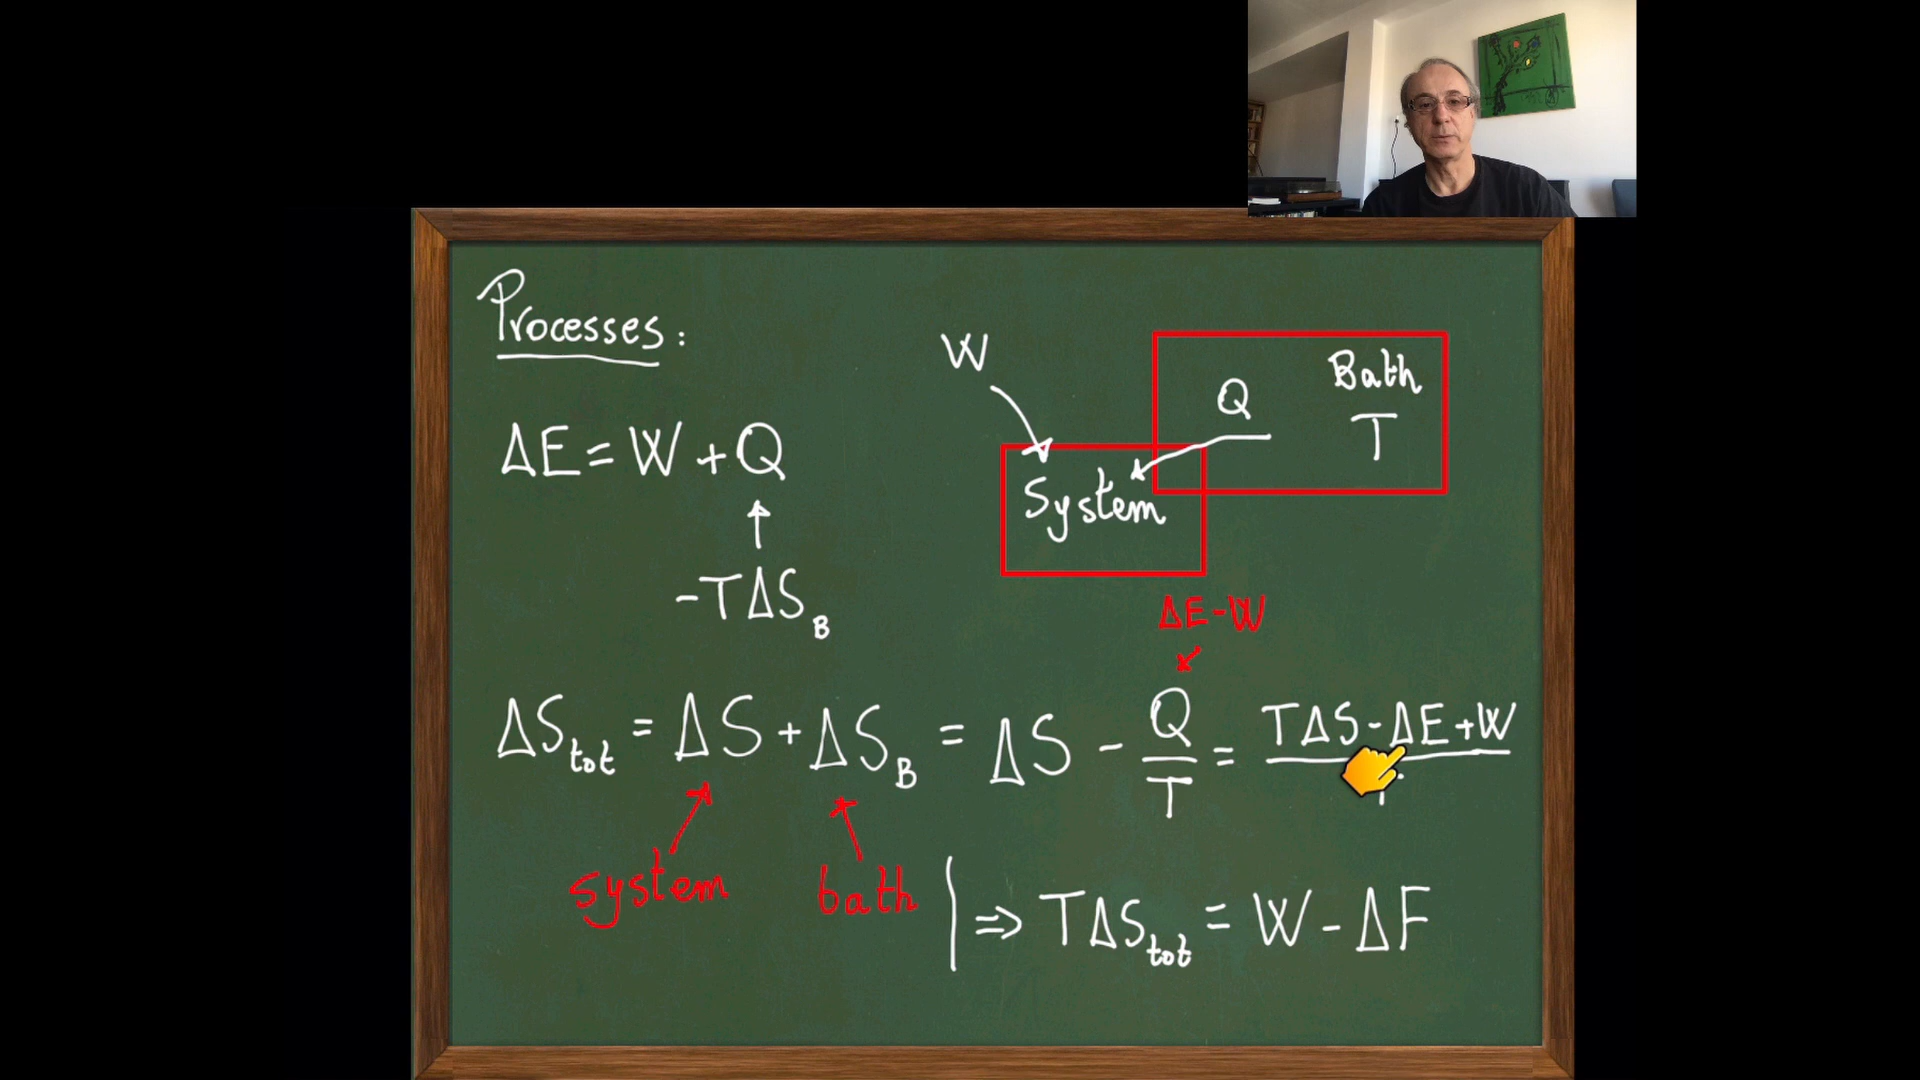 Processes:
W
Q
Bath
T
System
ΔE = W + Q
-TΔS_B
ΔE-W
ΔS_tot = ΔS + ΔS_B = ΔS - Q/T = TΔS-ΔE+W
system
bath
⇒ TΔS_tot = W - ΔF